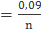 = 0,09/n